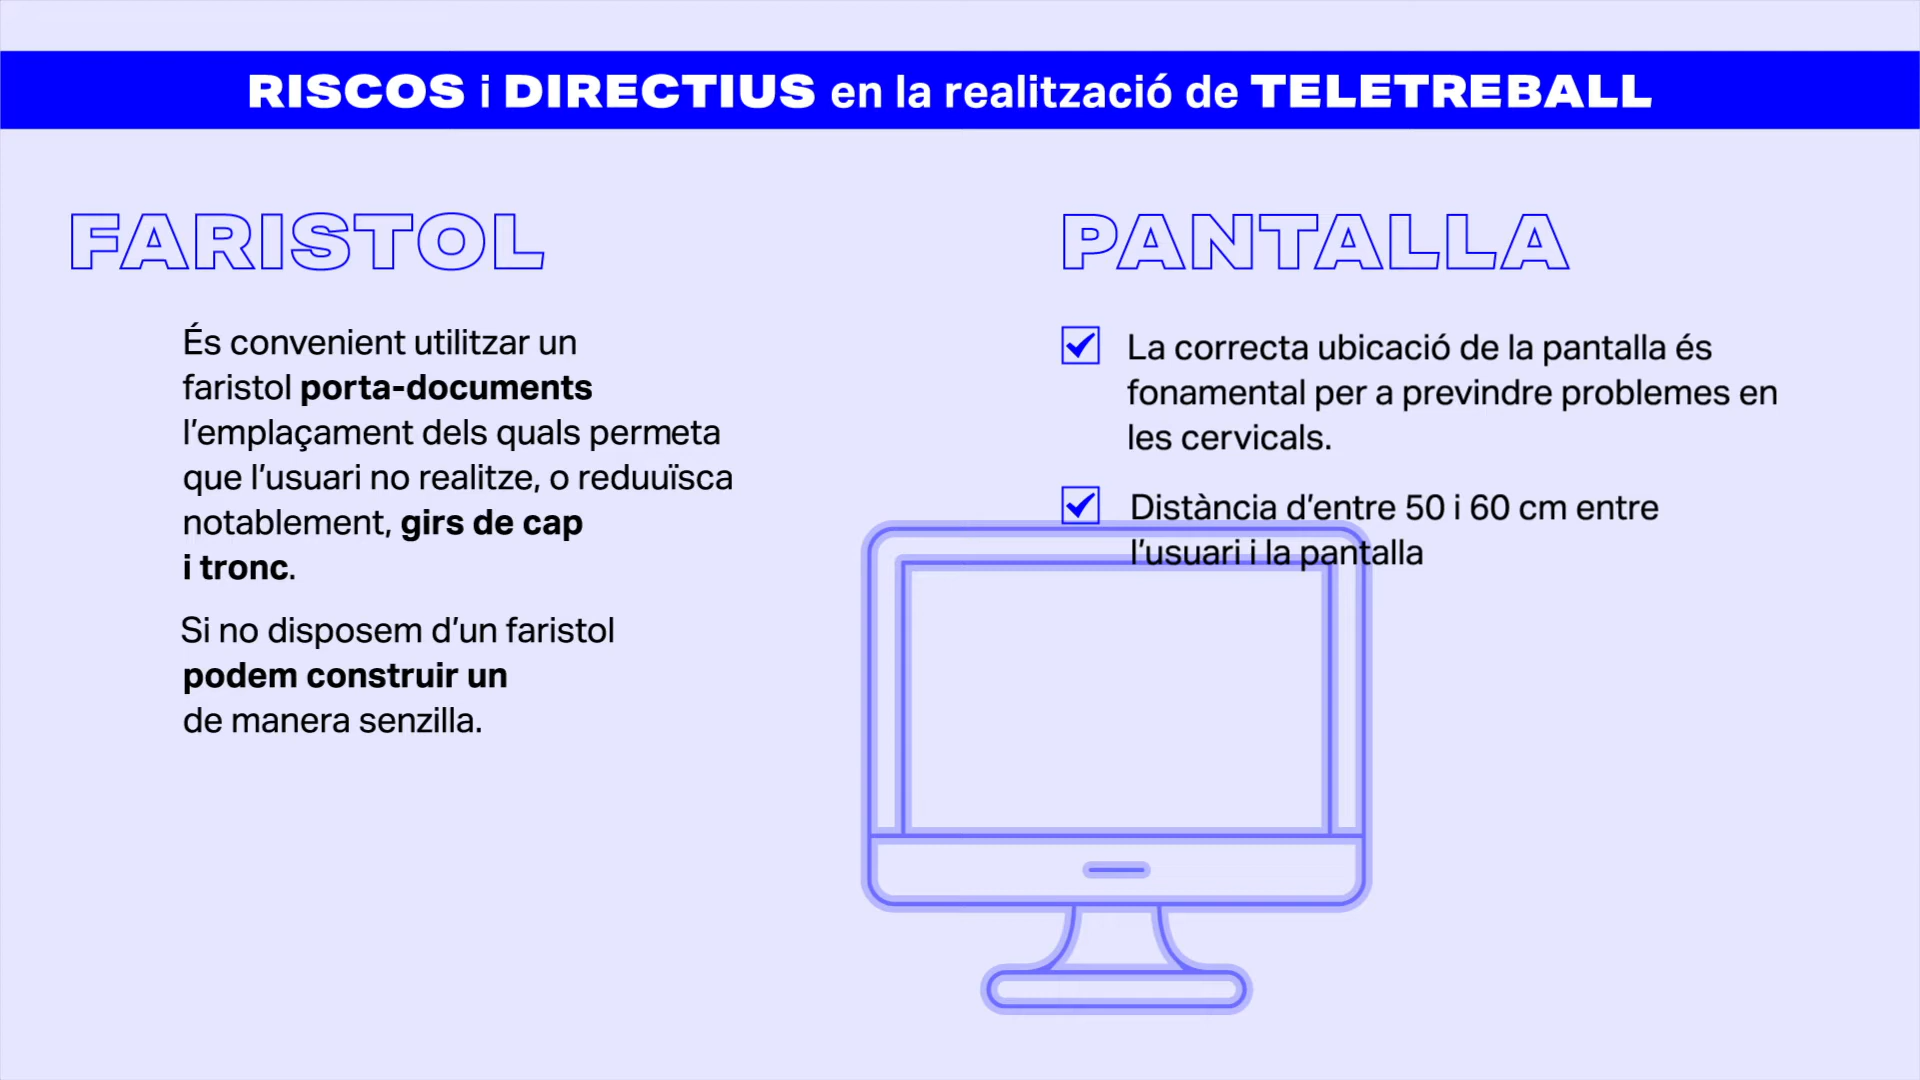 RISCOS i DIRECTIUS en la realització de TELETREBALL
FARISTOL
És convenient utilitzar un
faristol porta-documents
l’emplaçament dels quals permeta
que l’usuari no realitze, o reduuïsca
notablement, girs de cap
i tronc.
Si no disposem d’un faristol
podem construir un
de manera senzilla.
PANTALLA
La correcta ubicació de la pantalla és
fonamental per a previndre problemes en
les cervicals.
Distància d’entre 50 i 60 cm entre
l’usuari i la pantalla